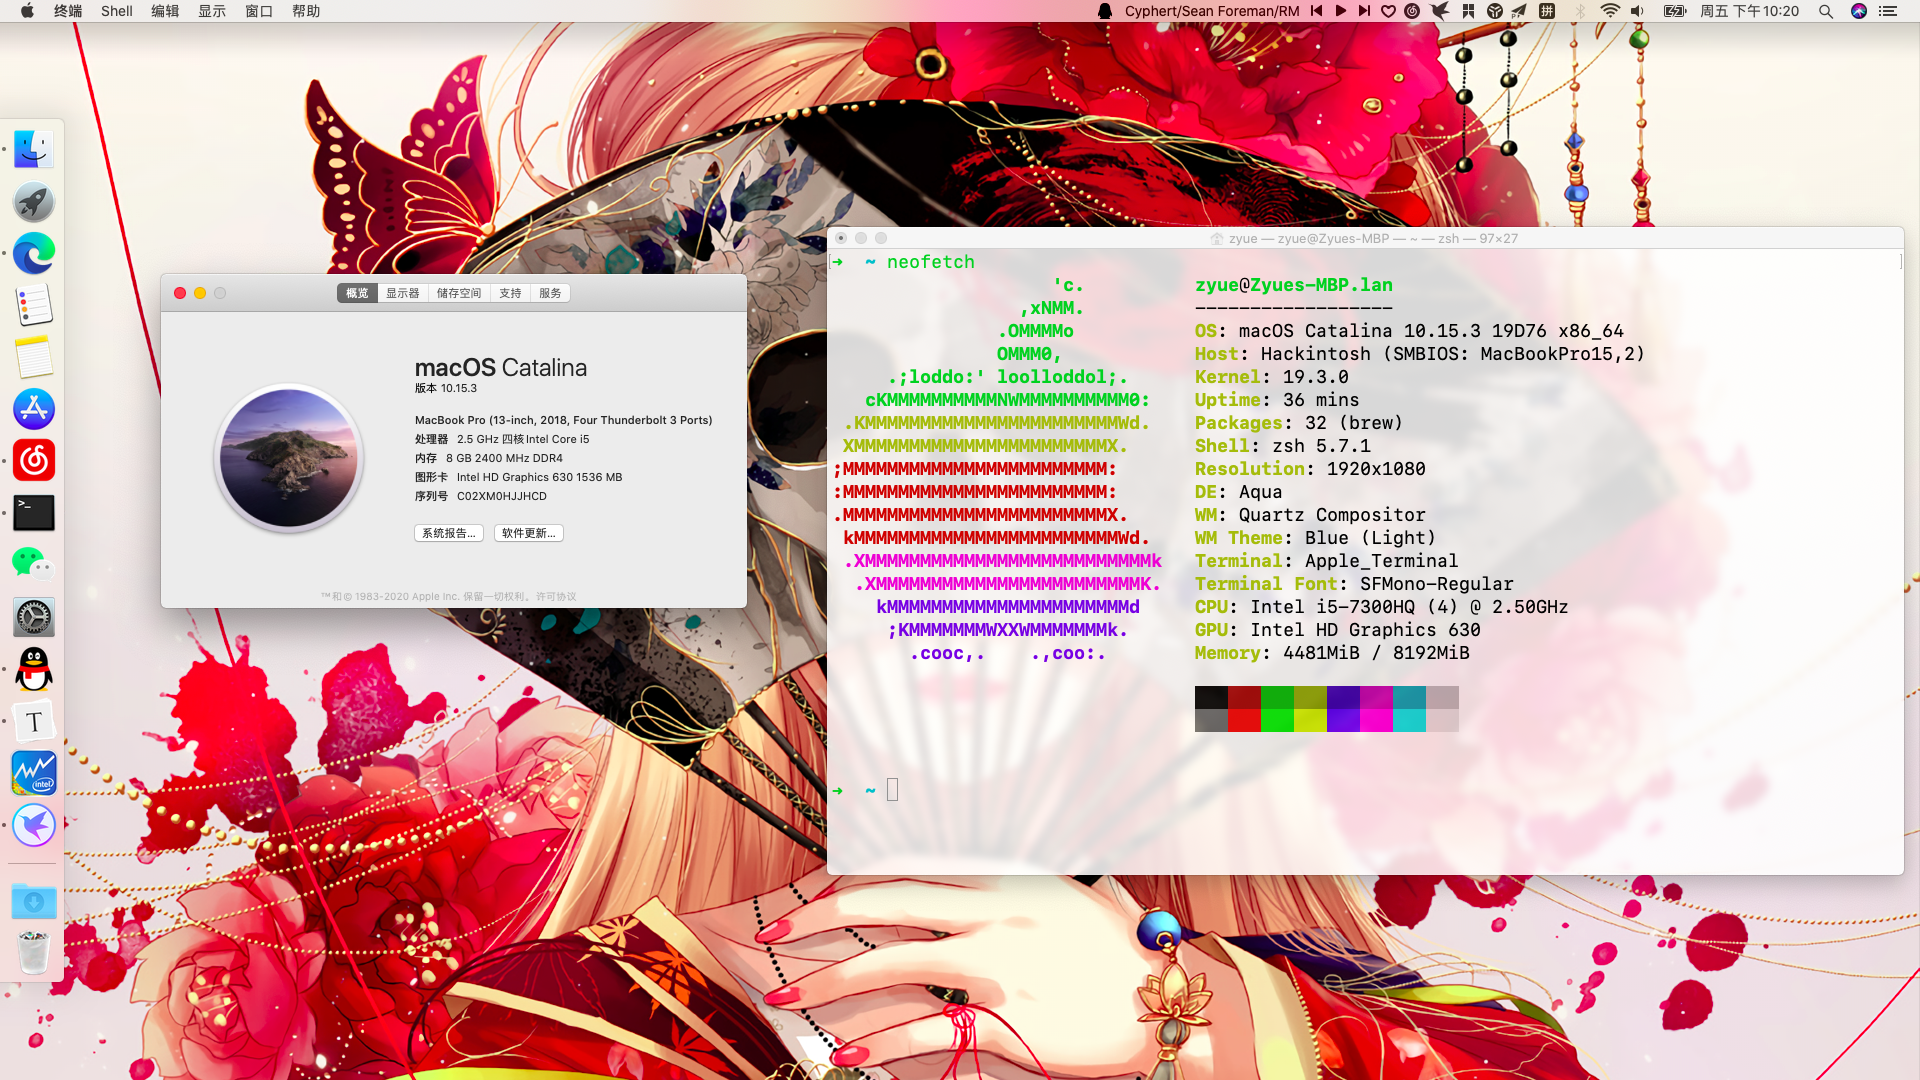 终端 Shell 编辑 显示 窗口 帮助
Cyphert/Sean Foreman/RM 拼 周五 下午10:20
概览 显示器 储存空间 支持 服务
macOS Catalina
版本 10.15.3
MacBook Pro (13-inch, 2018, Four Thunderbolt 3 Ports)
处理器 2.5 GHz 四核Intel Core i5
内存 8 GB 2400 MHz DDR4
图形卡 Intel HD Graphics 630 1536 MB
序列号 C02XM0HJJHCD
系统报告... 软件更新...
™和© 1983-2020 Apple Inc. 保留一切权利。许可协议
zyue — zyue@Zyues-MBP — ~ — zsh — 97×27
➜ ~ neofetch
'c. zyue@Zyues-MBP.lan
,xNMM. ------------------
.OMMMMo OS: macOS Catalina 10.15.3 19D76 x86_64
OMMM0, Host: Hackintosh (SMBIOS: MacBookPro15,2)
.;loddo:' loolloddol;. Kernel: 19.3.0
cKMMMMMMMMMMNWMMMMMMMMMM0: Uptime: 36 mins
.KMMMMMMMMMMMMMMMMMMMMMMMWd. Packages: 32 (brew)
XMMMMMMMMMMMMMMMMMMMMMMMX. Shell: zsh 5.7.1
;MMMMMMMMMMMMMMMMMMMMMMMM: Resolution: 1920x1080
:MMMMMMMMMMMMMMMMMMMMMMMM: DE: Aqua
.MMMMMMMMMMMMMMMMMMMMMMMMX. WM: Quartz Compositor
kMMMMMMMMMMMMMMMMMMMMMMMMWd. WM Theme: Blue (Light)
.XMMMMMMMMMMMMMMMMMMMMMMMMMMk Terminal: Apple_Terminal
.XMMMMMMMMMMMMMMMMMMMMMMMMK. Terminal Font: SFMono-Regular
kMMMMMMMMMMMMMMMMMMMMMMd CPU: Intel i5-7300HQ (4) @ 2.50GHz
;KMMMMMMMWXXWMMMMMMMk. GPU: Intel HD Graphics 630
.cooc,. .,coo:. Memory: 4481MiB / 8192MiB
➜ ~
>_
T
intel